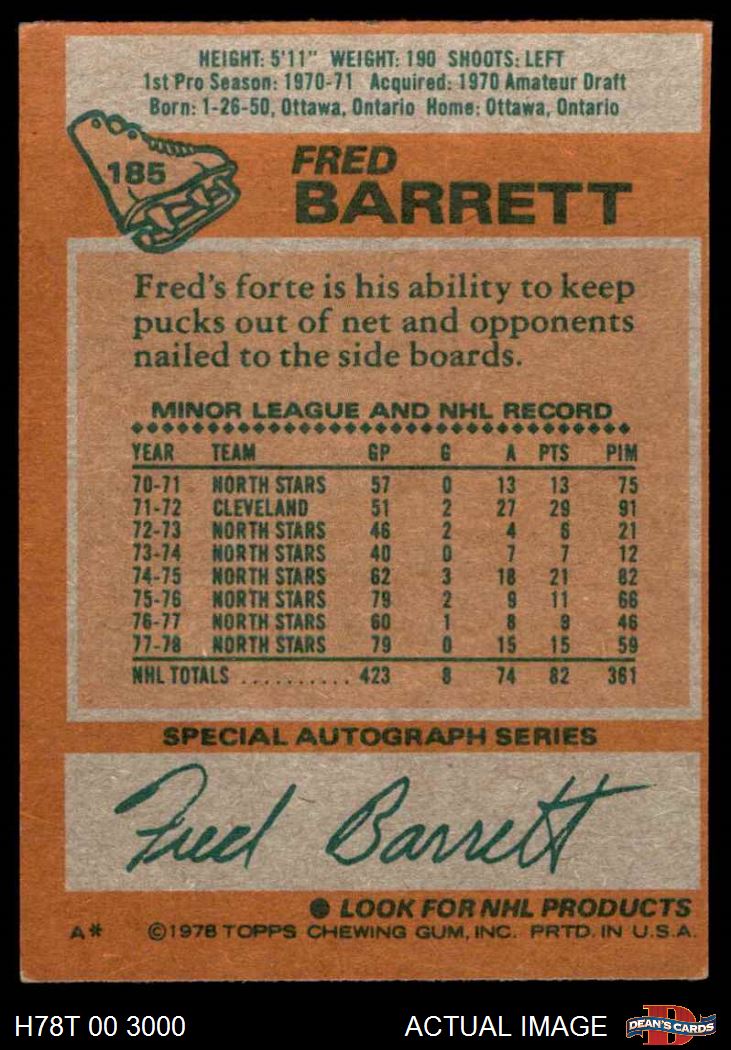 HEIGHT: 5'11" WEIGHT: 190 SHOOTS: LEFT
1st Pro Season: 1970-71 Acquired: 1970 Amateur Draft
Born: 1-26-50, Ottawa, Ontario Home: Ottawa, Ontario
185
FRED
BARRETT
Fred's forte is his ability to keep
pucks out of net and opponents
nailed to the side boards.
MINOR LEAGUE AND NHL RECORD
YEAR TEAM GP G A PTS PIM
70-71 NORTH STARS 57 0 13 13 75
71-72 CLEVELAND 51 2 27 29 91
72-73 NORTH STARS 46 2 4 6 21
73-74 NORTH STARS 40 0 7 7 12
74-75 NORTH STARS 62 3 18 21 82
75-76 NORTH STARS 79 2 9 11 66
76-77 NORTH STARS 60 1 8 9 46
77-78 NORTH STARS 79 0 15 15 59
NHL TOTALS .......... 423 8 74 82 361
SPECIAL AUTOGRAPH SERIES
Fred Barrett
● LOOK FOR NHL PRODUCTS
A* ©1978 TOPPS CHEWING GUM, INC. PRTD. IN U.S.A.
H78T 00 3000 ACTUAL IMAGE D DEAN'S CARDS